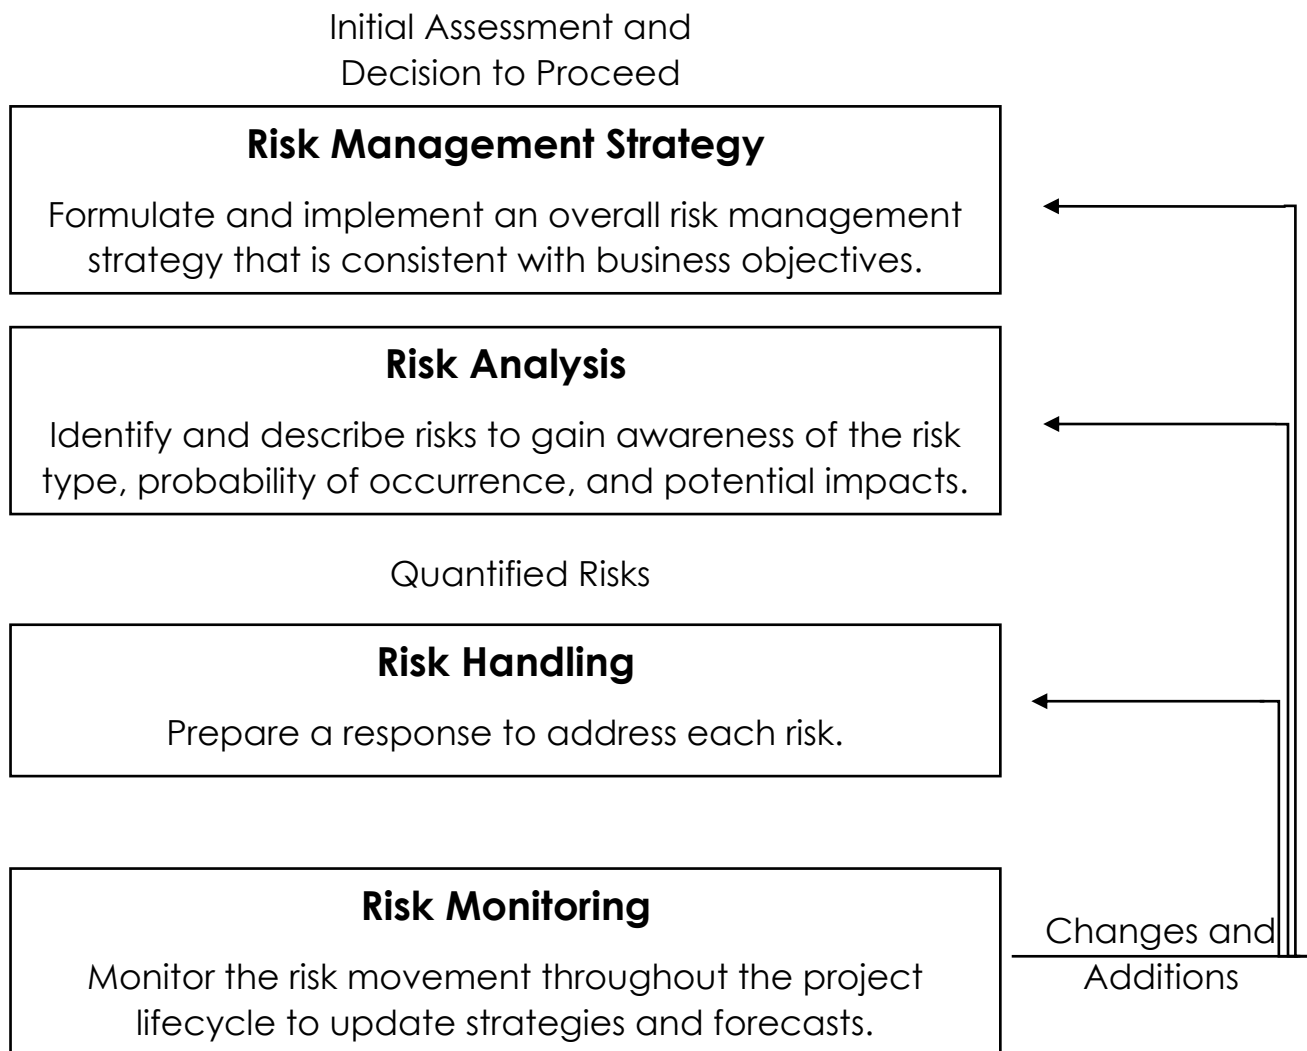 Initial Assessment and
Decision to Proceed
Risk Management Strategy
Formulate and implement an overall risk management
strategy that is consistent with business objectives.
Risk Analysis
Identify and describe risks to gain awareness of the risk
type, probability of occurrence, and potential impacts.
Quantified Risks
Risk Handling
Prepare a response to address each risk.
Risk Monitoring
Monitor the risk movement throughout the project
lifecycle to update strategies and forecasts.
Changes and
Additions